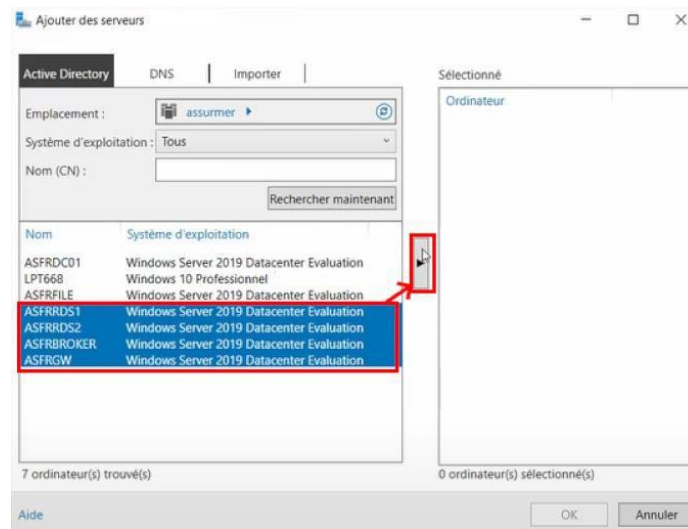 Ajouter des serveurs
Active Directory
DNS
Importer
Emplacement :
assurmer
Système d'exploitation :
Tous
Nom (CN) :
Rechercher maintenant
Nom Système d'exploitation
ASFRDC01 Windows Server 2019 Datacenter Evaluation
LPT668 Windows 10 Professionnel
ASFRFILE Windows Server 2019 Datacenter Evaluation
ASFRRDS1 Windows Server 2019 Datacenter Evaluation
ASFRRDS2 Windows Server 2019 Datacenter Evaluation
ASFRBROKER Windows Server 2019 Datacenter Evaluation
ASFRGW Windows Server 2019 Datacenter Evaluation
7 ordinateur(s) trouvé(s)
Sélectionné
Ordinateur
0 ordinateur(s) sélectionné(s)
Aide
OK
Annuler